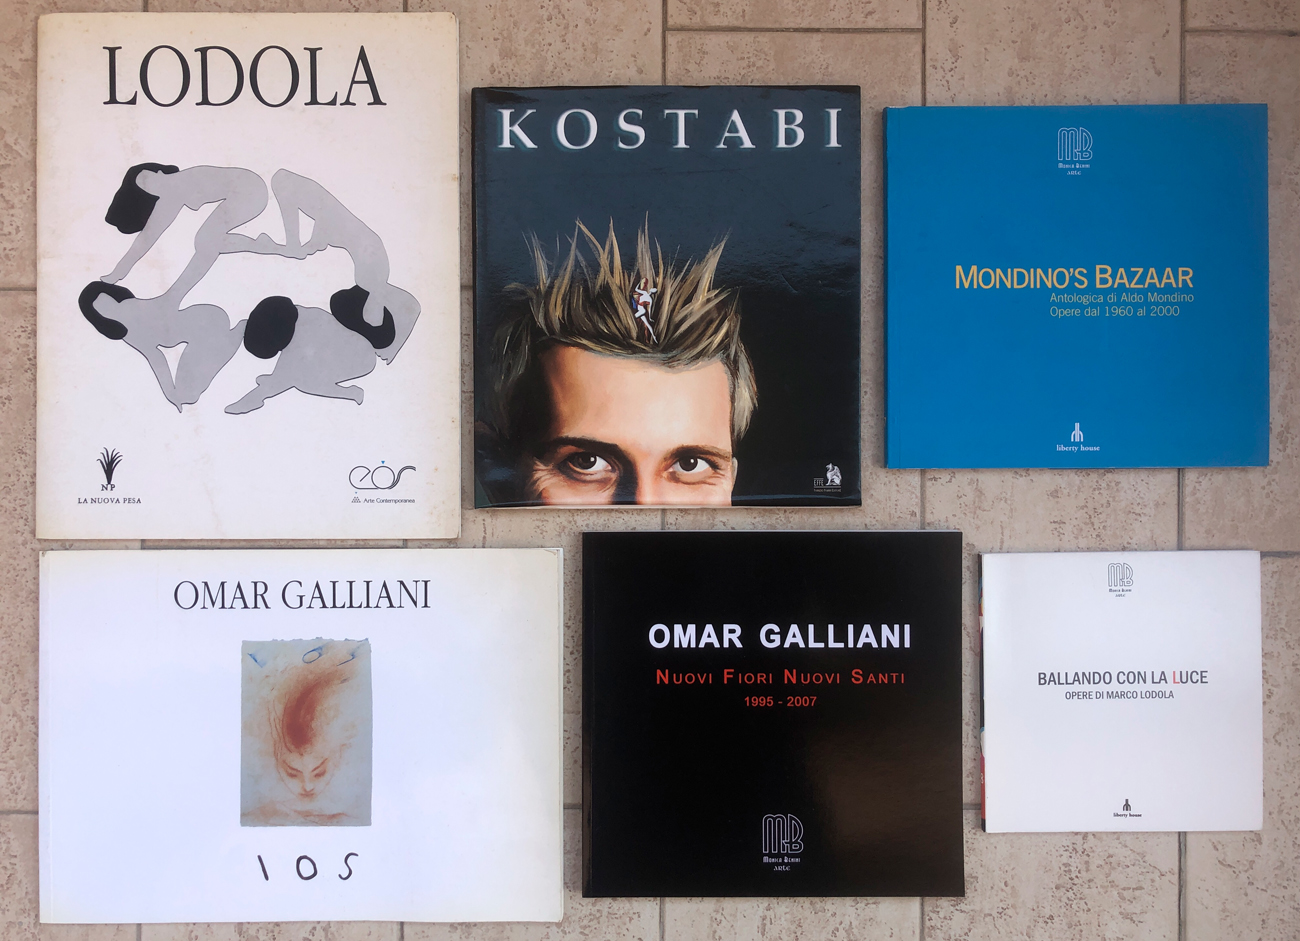 LODOLA
NP
LA NUOVA PESA
eos
Arte Contemporanea
KOSTABI
EFFE
MB
MONICA BENINI
ARTE
MONDINO'S BAZAAR
Antologica di Aldo Mondino
Opere dal 1960 al 2000
liberty house
OMAR GALLIANI
IOS
OMAR GALLIANI
NUOVI FIORI NUOVI SANTI
1995 - 2007
MB
MONICA BENINI
ARTE
MB
MONICA BENINI
ARTE
BALLANDO CON LA LUCE
OPERE DI MARCO LODOLA
liberty house